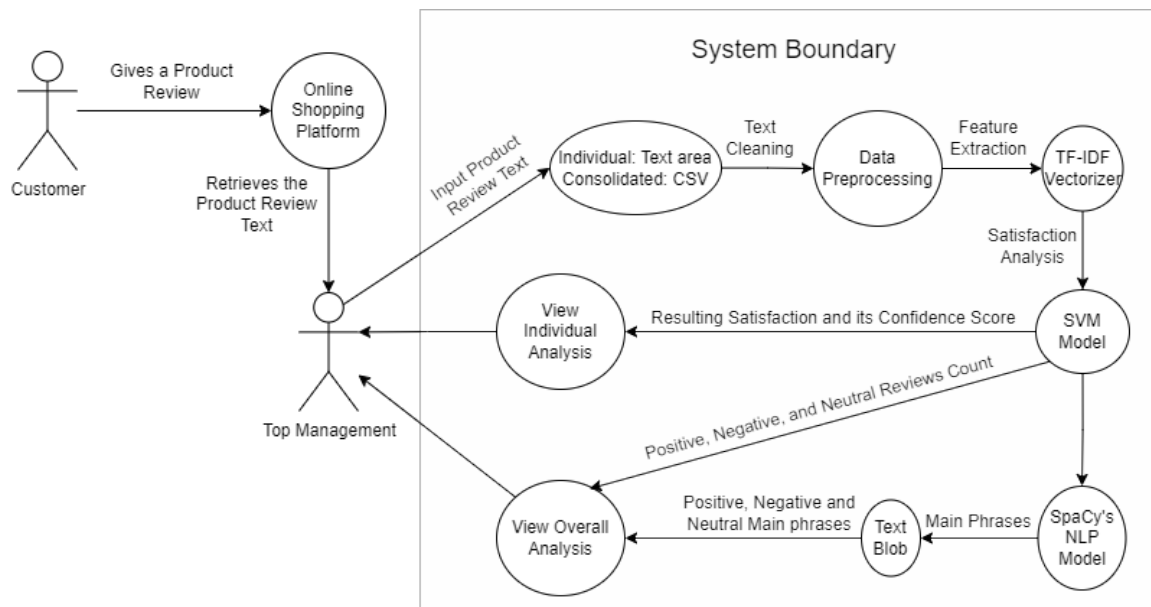 System Boundary
Gives a Product
Review
Online
Shopping
Platform
Customer
Retrieves the
Product Review
Text
Input Product
Review Text
Individual: Text area
Consolidated: CSV
Text
Cleaning
Data
Preprocessing
Feature
Extraction
TF-IDF
Vectorizer
Satisfaction
Analysis
Top Management
View
Individual
Analysis
Resulting Satisfaction and its Confidence Score
SVM
Model
Positive, Negative, and Neutral Reviews Count
View Overall
Analysis
Positive, Negative and
Neutral Main phrases
Text
Blob
Main Phrases
SpaCy's
NLP
Model